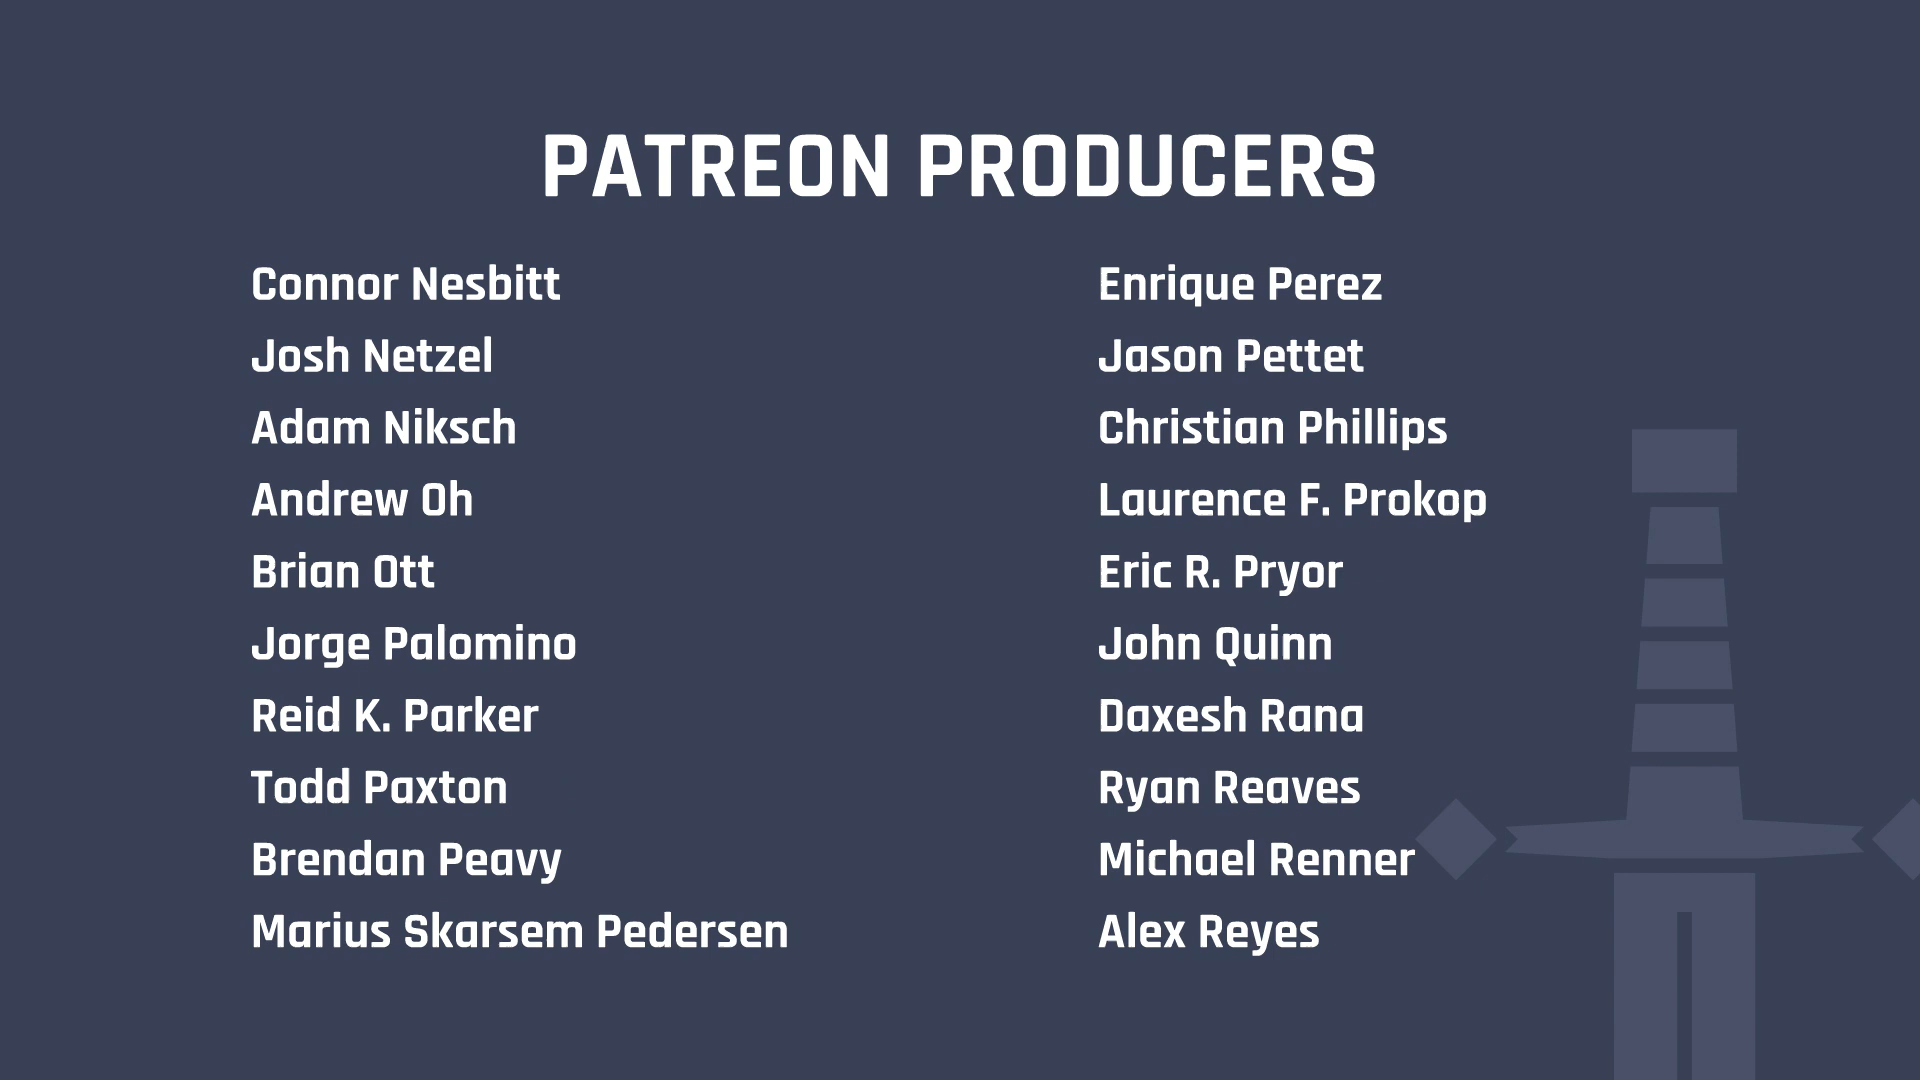 PATREON PRODUCERS
Connor Nesbitt
Josh Netzel
Adam Niksch
Andrew Oh
Brian Ott
Jorge Palomino
Reid K. Parker
Todd Paxton
Brendan Peavy
Marius Skarsem Pedersen
Enrique Perez
Jason Pettet
Christian Phillips
Laurence F. Prokop
Eric R. Pryor
John Quinn
Daxesh Rana
Ryan Reaves
Michael Renner
Alex Reyes